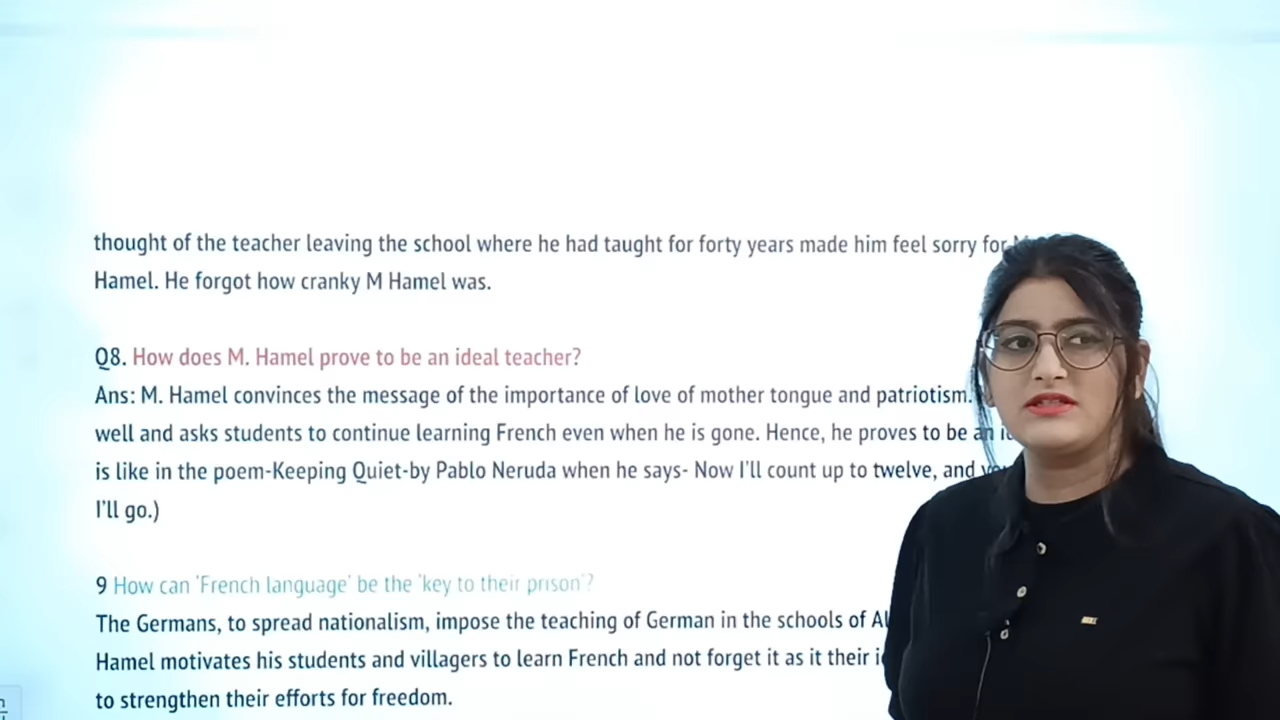 thought of the teacher leaving the school where he had taught for forty years made him feel sorry for
Hamel. He forgot how cranky M Hamel was.
Q8. How does M. Hamel prove to be an ideal teacher?
Ans: M. Hamel convinces the message of the importance of love of mother tongue and patriotism.
well and asks students to continue learning French even when he is gone. Hence, he proves to be an
is like in the poem-Keeping Quiet-by Pablo Neruda when he says- Now I'll count up to twelve, and
I'll go.)
9 How can 'French language' be the 'key to their prison'?
The Germans, to spread nationalism, impose the teaching of German in the schools of
Hamel motivates his students and villagers to learn French and not forget it as it their
to strengthen their efforts for freedom.